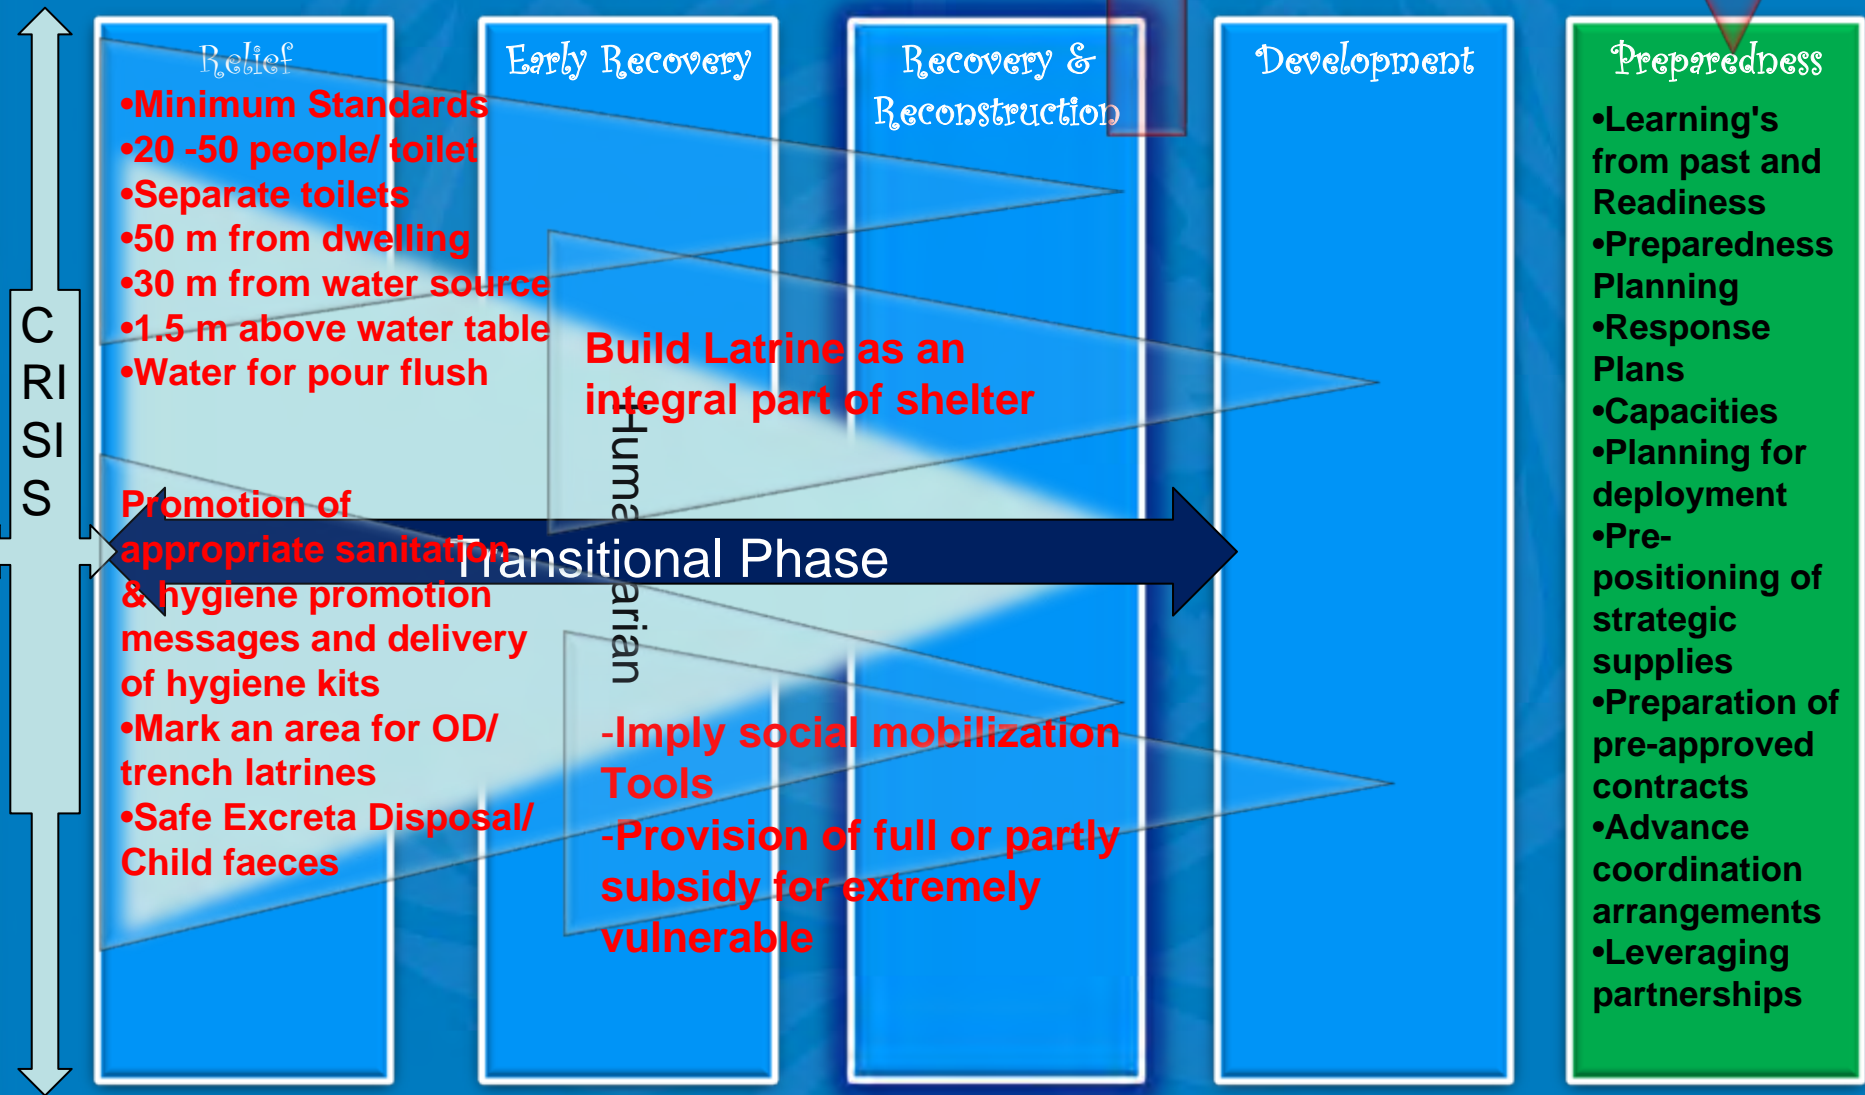 C
RI
SI
S
Relief
•Minimum Standards
•20 -50 people/ toilet
•Separate toilets
•50 m from dwelling
•30 m from water source
•1.5 m above water table
•Water for pour flush
Promotion of
appropriate sanitation
& hygiene promotion
messages and delivery
of hygiene kits
•Mark an area for OD/
trench latrines
•Safe Excreta Disposal/
Child faeces
Early Recovery
Recovery &
Reconstruction
Build Latrine as an
integral part of shelter
Humanitarian
Transitional Phase
-Imply social mobilization
Tools
-Provision of full or partly
subsidy for extremely
vulnerable
Development
Preparedness
•Learning's
from past and
Readiness
•Preparedness
Planning
•Response
Plans
•Capacities
•Planning for
deployment
•Pre-
positioning of
strategic
supplies
•Preparation of
pre-approved
contracts
•Advance
coordination
arrangements
•Leveraging
partnerships